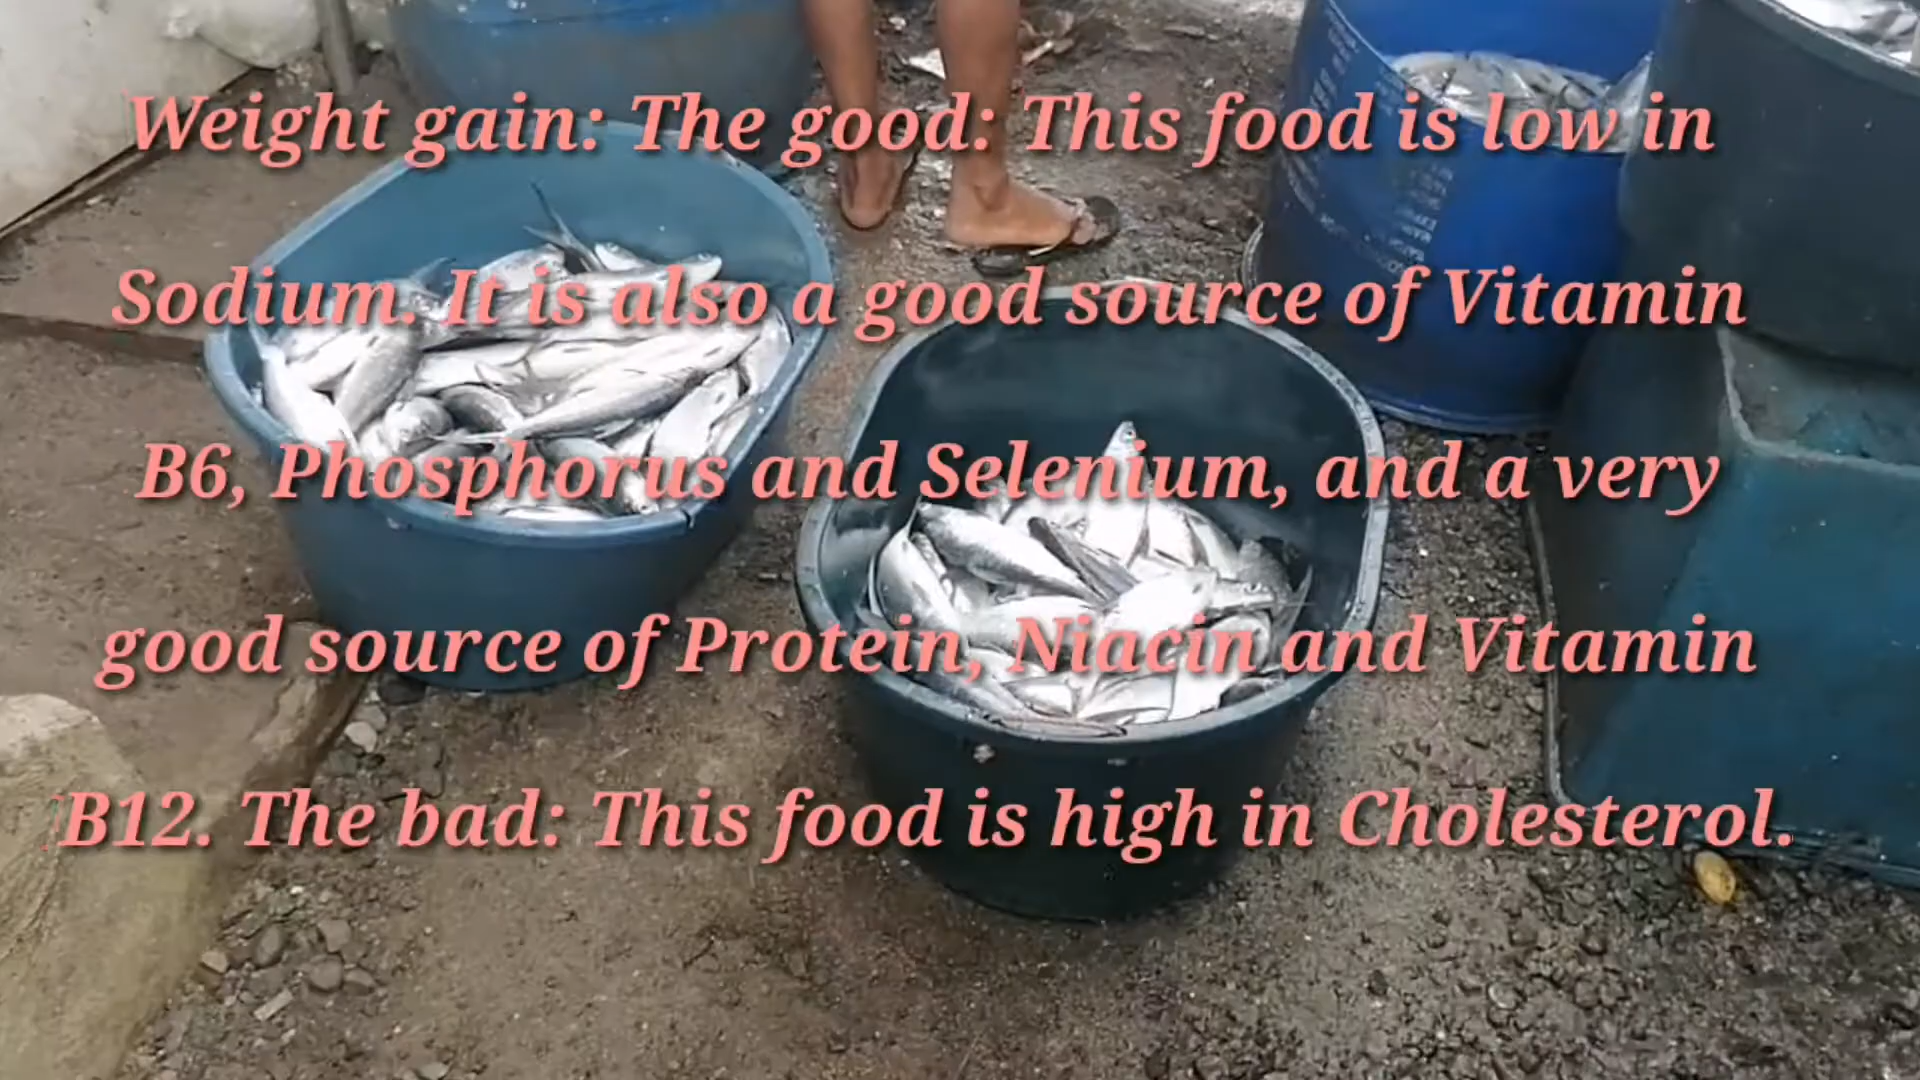 Weight gain: The good: This food is low in
Sodium. It is also a good source of Vitamin
B6, Phosphorus and Selenium, and a very
good source of Protein, Niacin and Vitamin
B12. The bad: This food is high in Cholesterol.